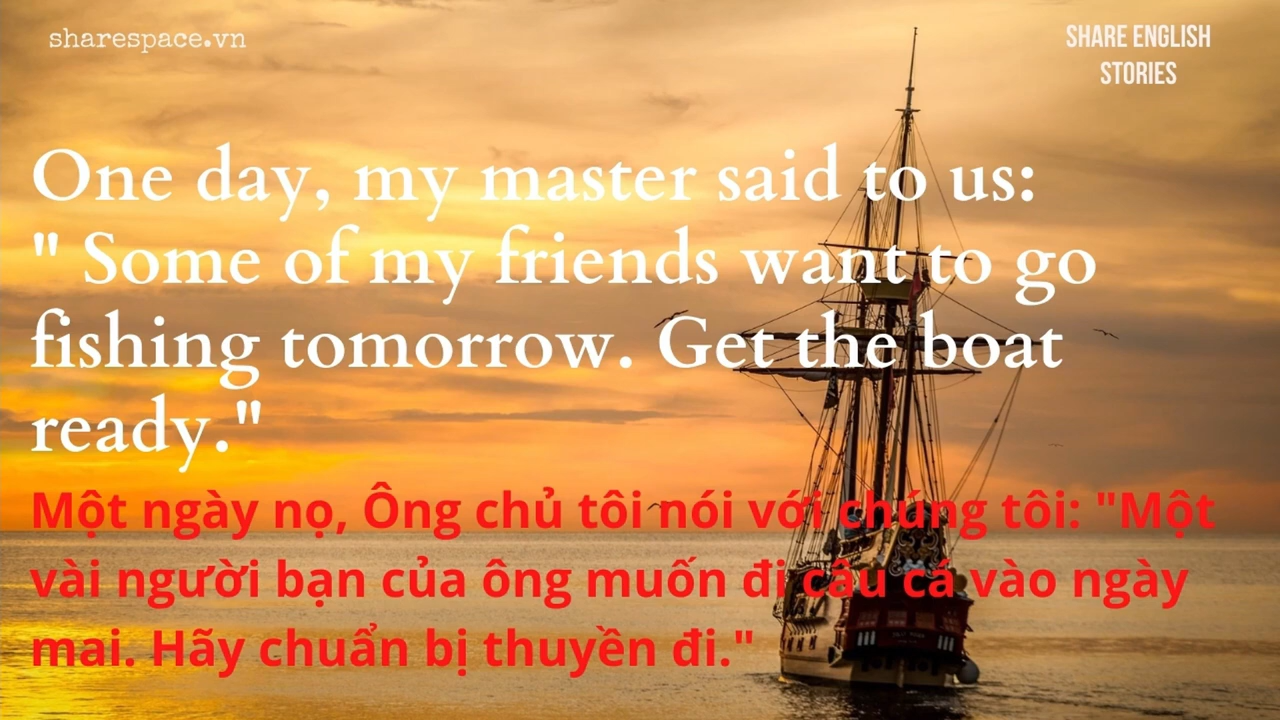 sharespace.vn
SHARE ENGLISH
STORIES
One day, my master said to us:
" Some of my friends want to go
fishing tomorrow. Get the boat
ready."
Một ngày nọ, Ông chủ tôi nói với chúng tôi: "Một
vài người bạn của ông muốn đi câu cá vào ngày
mai. Hãy chuẩn bị thuyền đi."